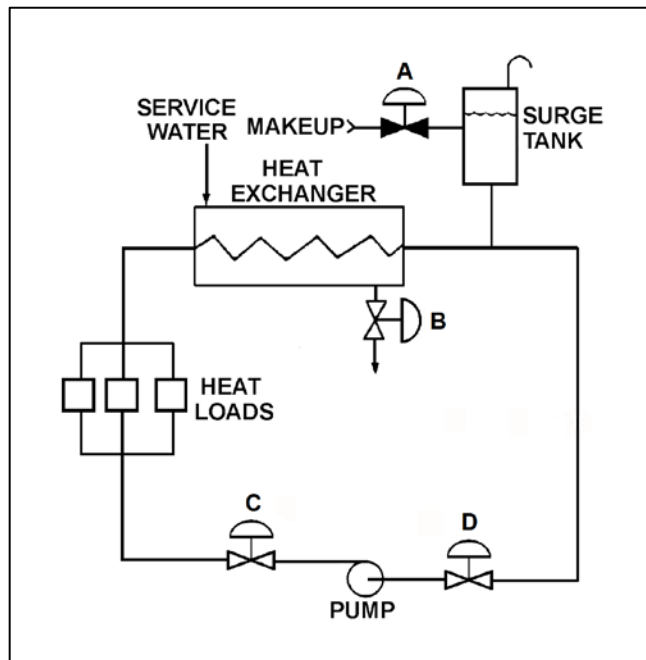 A
SERVICE
WATER
MAKEUP
SURGE
TANK
HEAT
EXCHANGER
B
HEAT
LOADS
C
D
PUMP